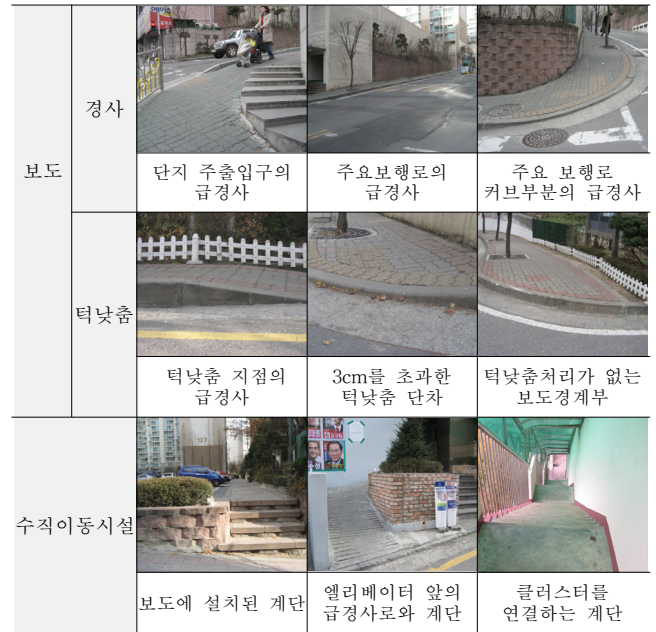 보도
경사
단지 주출입구의
급경사
주요보행로의
급경사
주요 보행로
커브부분의 급경사
턱낮춤
턱낮춤 지점의
급경사
3cm를 초과한
턱낮춤 단차
턱낮춤처리가 없는
보도경계부
수직이동시설
127
보도에 설치된 계단
엘리베이터 앞의
급경사로와 계단
클러스터를
연결하는 계단